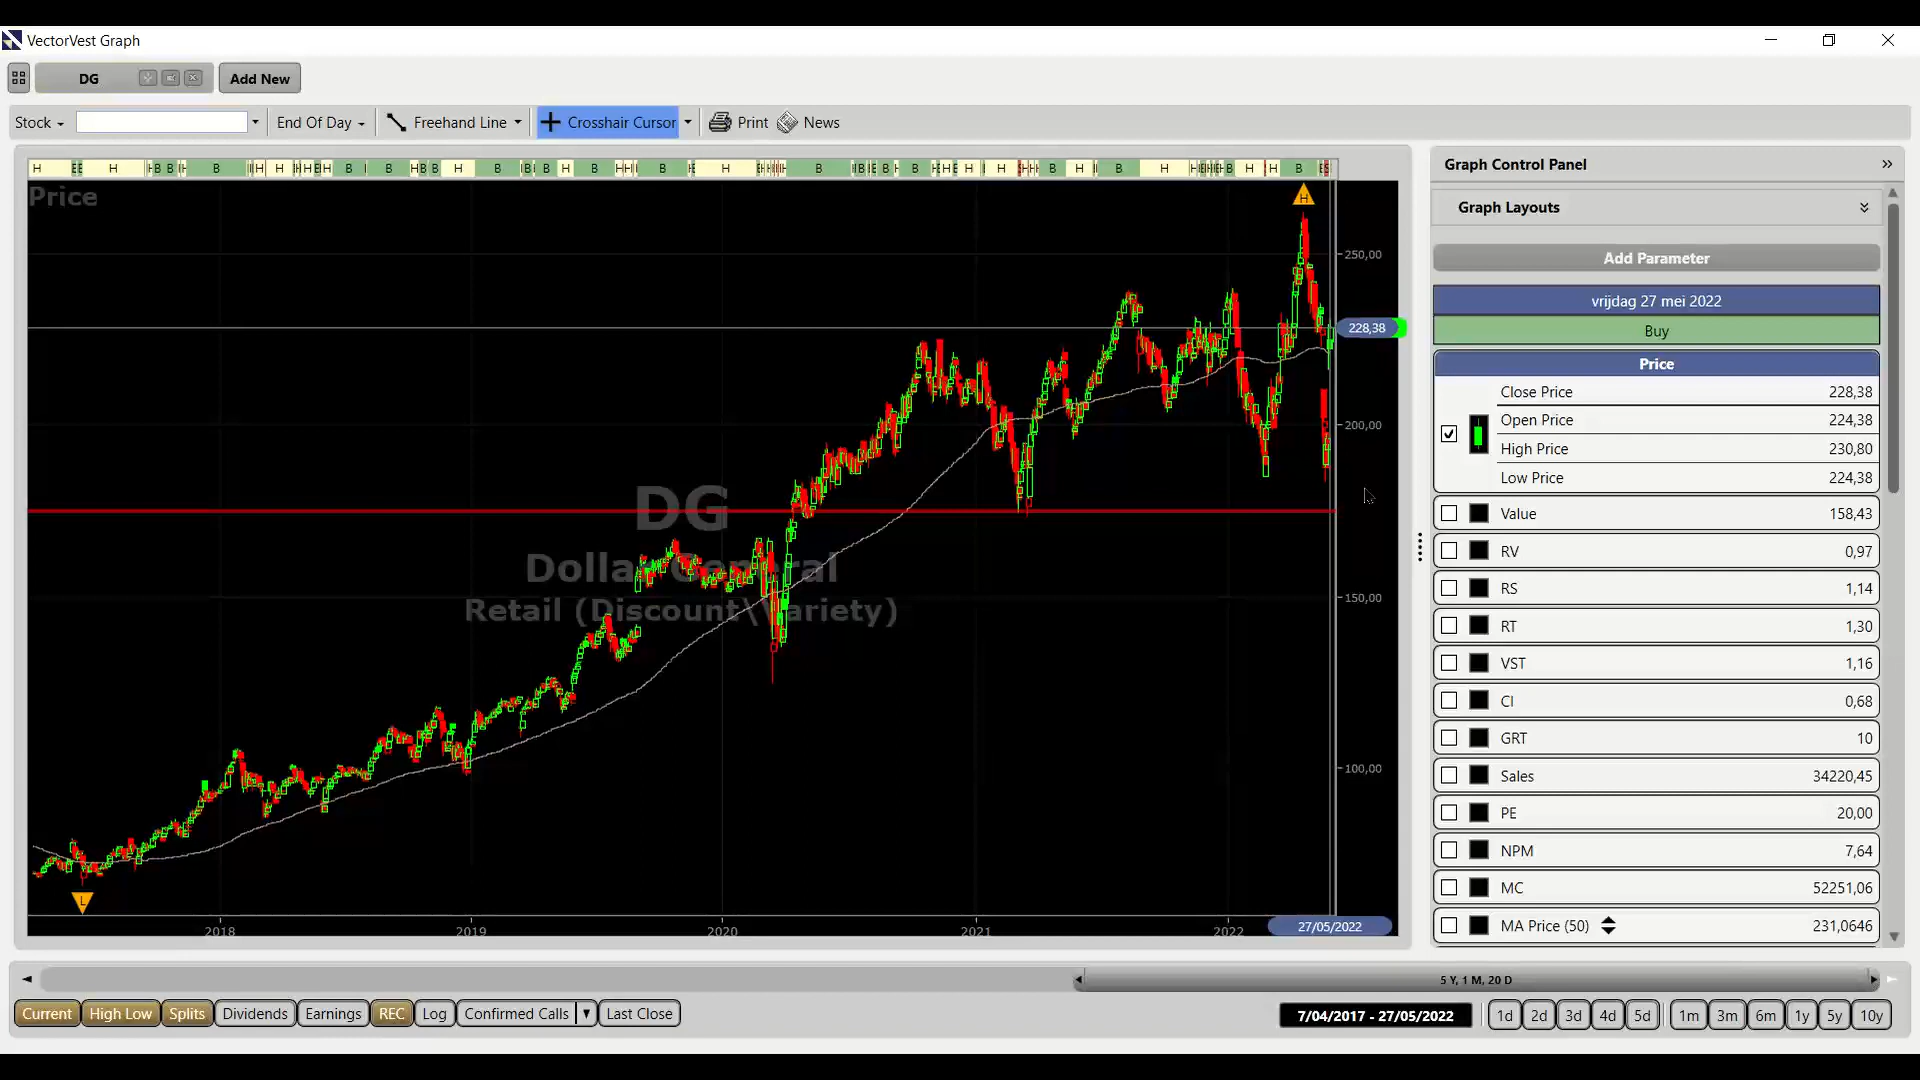 VectorVest Graph
DG Add New
Stock End Of Day Freehand Line Crosshair Cursor Print News
Price
250,00
228,38
200,00
150,00
100,00
DG
Dollar General
Retail (Discount\Variety)
H
L
2018 2019 2020 2021 2022 27/05/2022
Graph Control Panel
Graph Layouts
Add Parameter
vrijdag 27 mei 2022
Buy
Price
Close Price 228,38
Open Price 224,38
High Price 230,80
Low Price 224,38
Value 158,43
RV 0,97
RS 1,14
RT 1,30
VST 1,16
CI 0,68
GRT 10
Sales 34220,45
PE 20,00
NPM 7,64
MC 52251,06
MA Price (50) 231,0646
5 Y, 1 M, 20 D
Current High Low Splits Dividends Earnings REC Log Confirmed Calls Last Close
7/04/2017 - 27/05/2022 1d 2d 3d 4d 5d 1m 3m 6m 1y 5y 10y